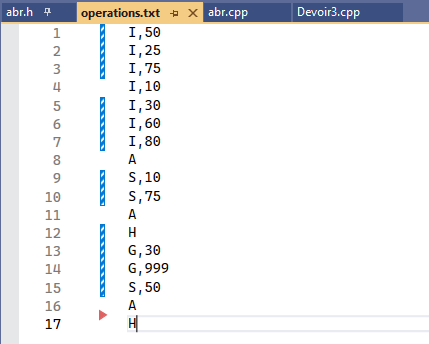 abr.h operations.txt abr.cpp Devoir3.cpp
1 I,50
2 I,25
3 I,75
4 I,10
5 I,30
6 I,60
7 I,80
8 A
9 S,10
10 S,75
11 A
12 H
13 G,30
14 G,999
15 S,50
16 A
17 H